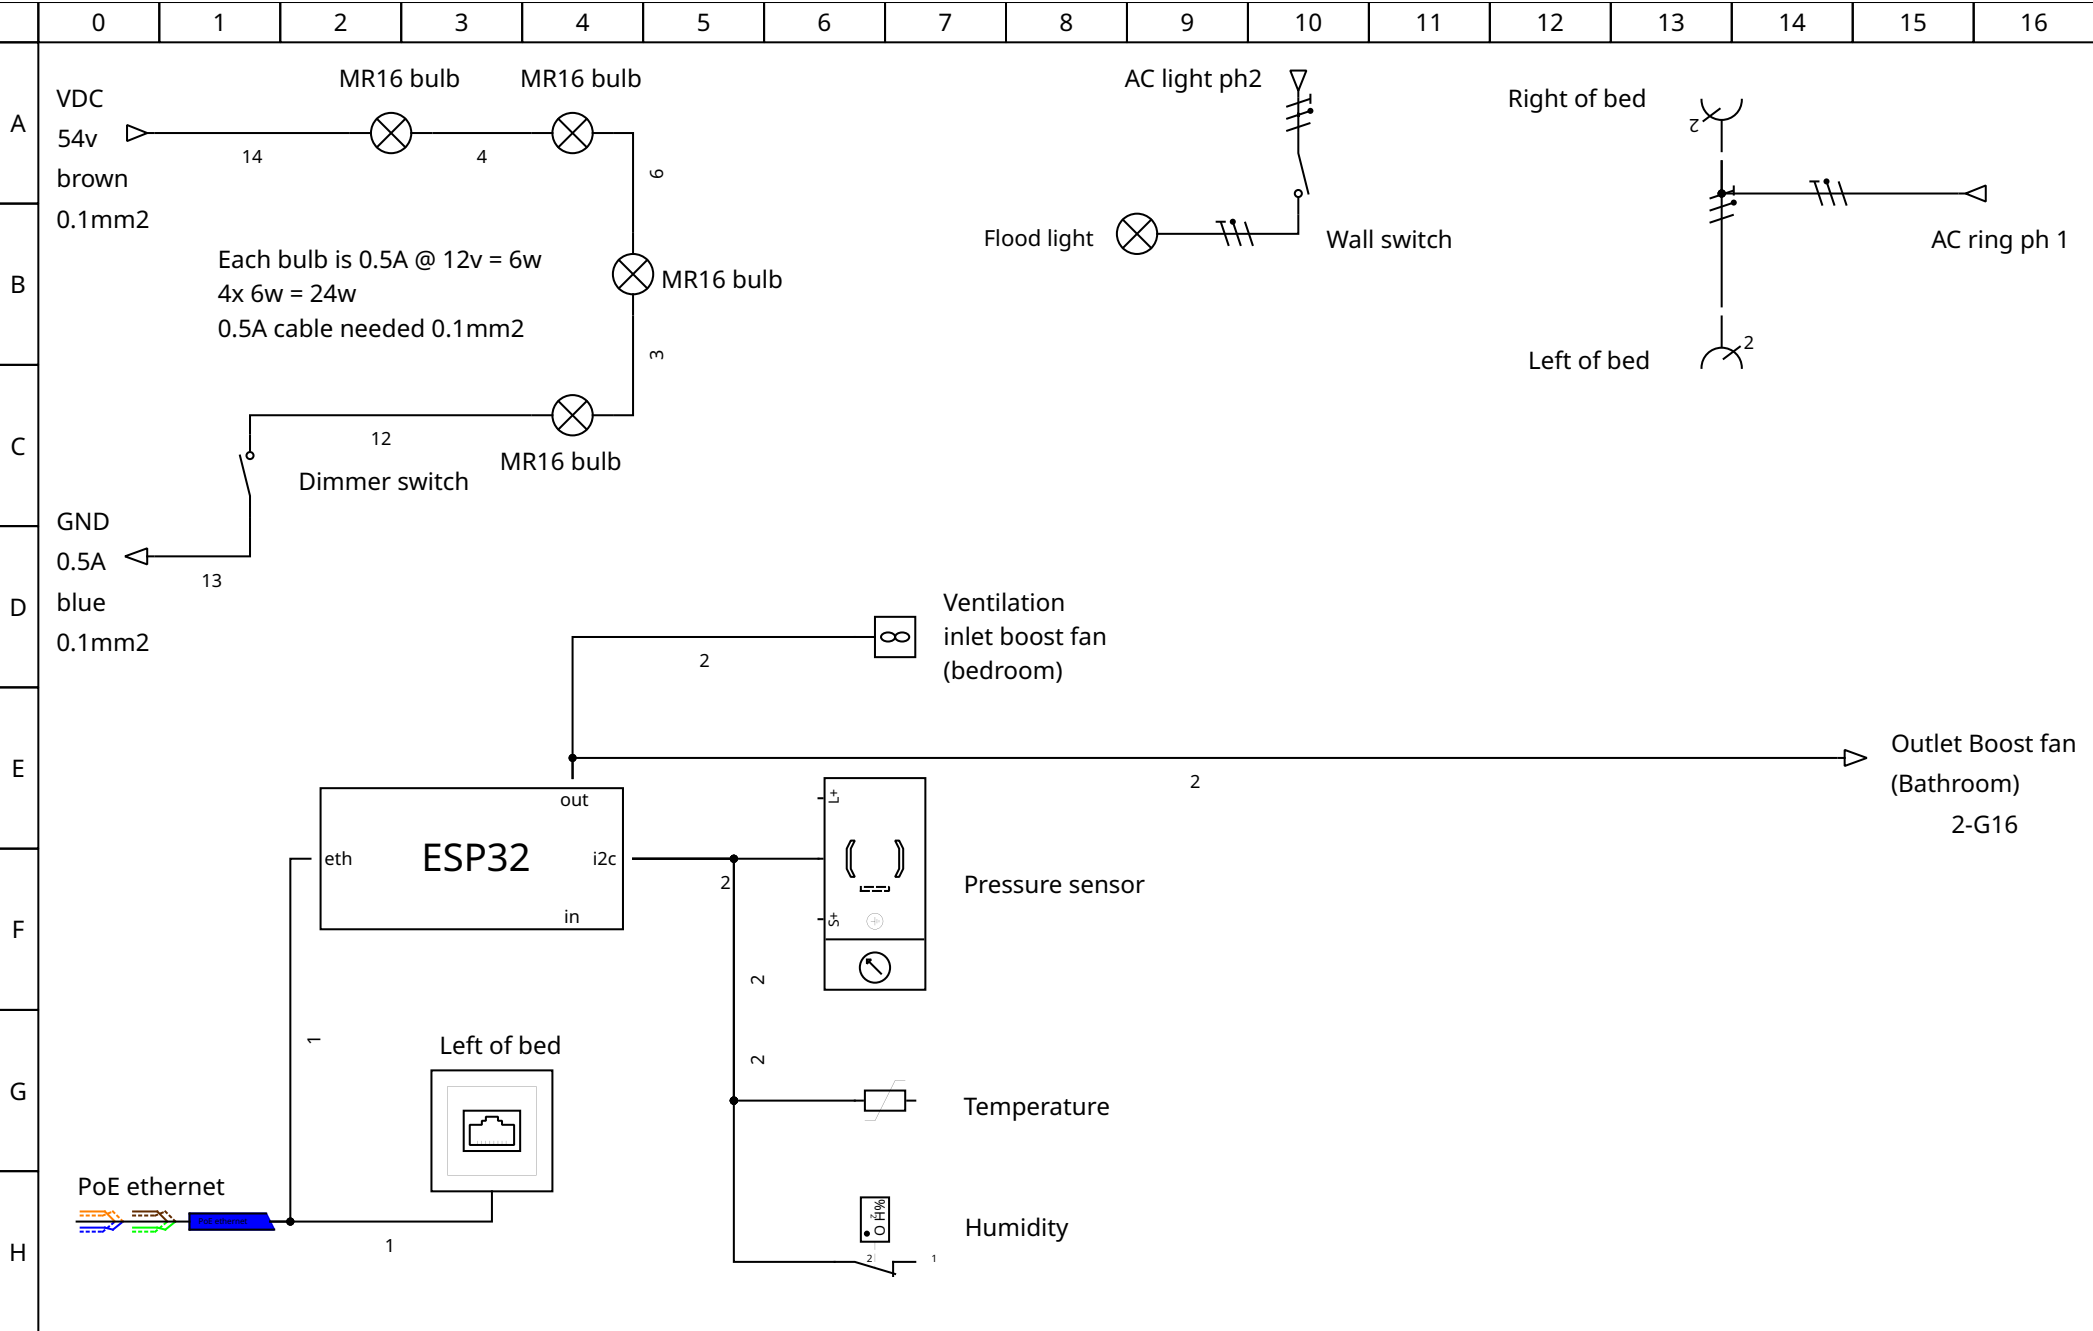 0 1 2 3 4 5 6 7 8 9 10 11 12 13 14 15 16
A
VDC
54v
brown
0.1mm2
14
MR16 bulb
4
MR16 bulb
6
AC light ph2
Right of bed
2
B
Each bulb is 0.5A @ 12v = 6w
4x 6w = 24w
0.5A cable needed 0.1mm2
MR16 bulb
3
Flood light
Wall switch
AC ring ph 1
Left of bed
2
C
12
MR16 bulb
Dimmer switch
GND
0.5A
blue
0.1mm2
13
D
2
Ventilation
inlet boost fan
(bedroom)
E
2
Outlet Boost fan
(Bathroom)
2-G16
out
eth
ESP32
i2c
in
L+
S+
2
Pressure sensor
F
2
G
1
Left of bed
2
Temperature
H
PoE ethernet
PoE ethernet
1
%H2O
Humidity
2
1